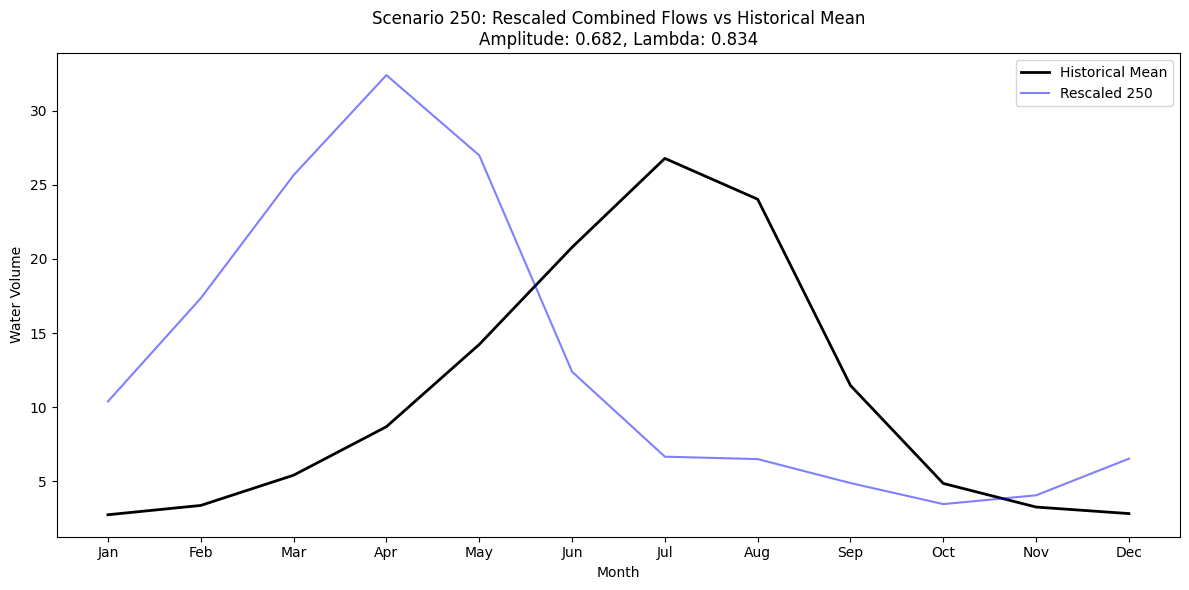 Scenario 250: Rescaled Combined Flows vs Historical Mean
Amplitude: 0.682, Lambda: 0.834
Historical Mean
Rescaled 250
Water Volume
30
25
20
15
10
5
Jan Feb Mar Apr May Jun Jul Aug Sep Oct Nov Dec
Month